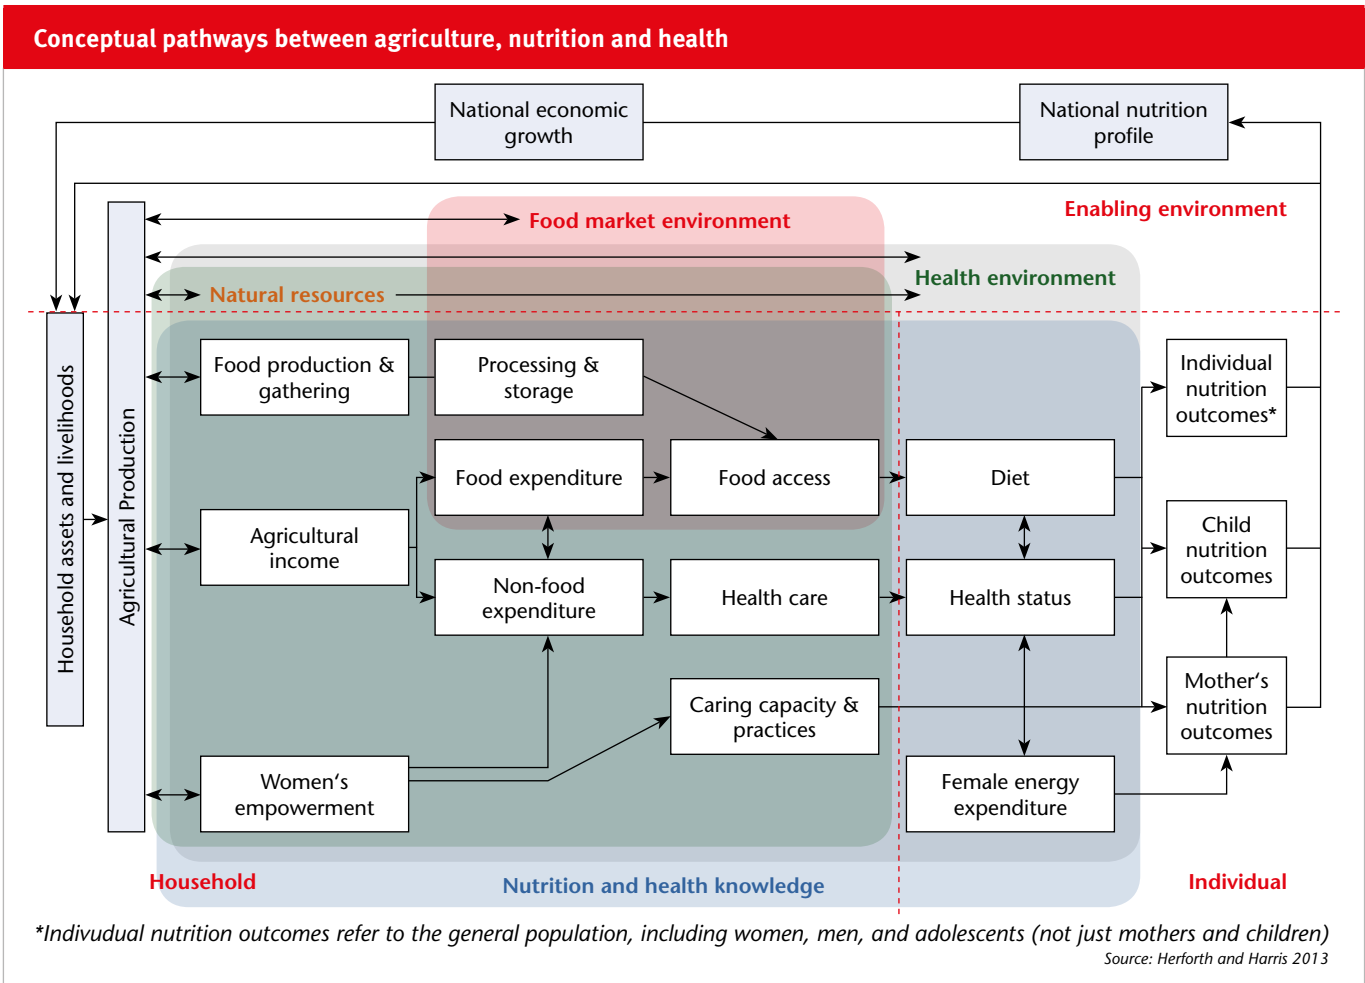 Conceptual pathways between agriculture, nutrition and health
National economic
growth
National nutrition
profile
Enabling environment
Food market environment
Health environment
Natural resources
Household assets and livelihoods
Agricultural Production
Food production &
gathering
Processing &
storage
Individual
nutrition
outcomes*
Food expenditure
Food access
Diet
Agricultural
income
Child
nutrition
outcomes
Non-food
expenditure
Health care
Health status
Caring capacity &
practices
Mother‘s
nutrition
outcomes
Women‘s
empowerment
Female energy
expenditure
Household
Nutrition and health knowledge
Individual
*Indivudual nutrition outcomes refer to the general population, including women, men, and adolescents (not just mothers and children)
Source: Herforth and Harris 2013